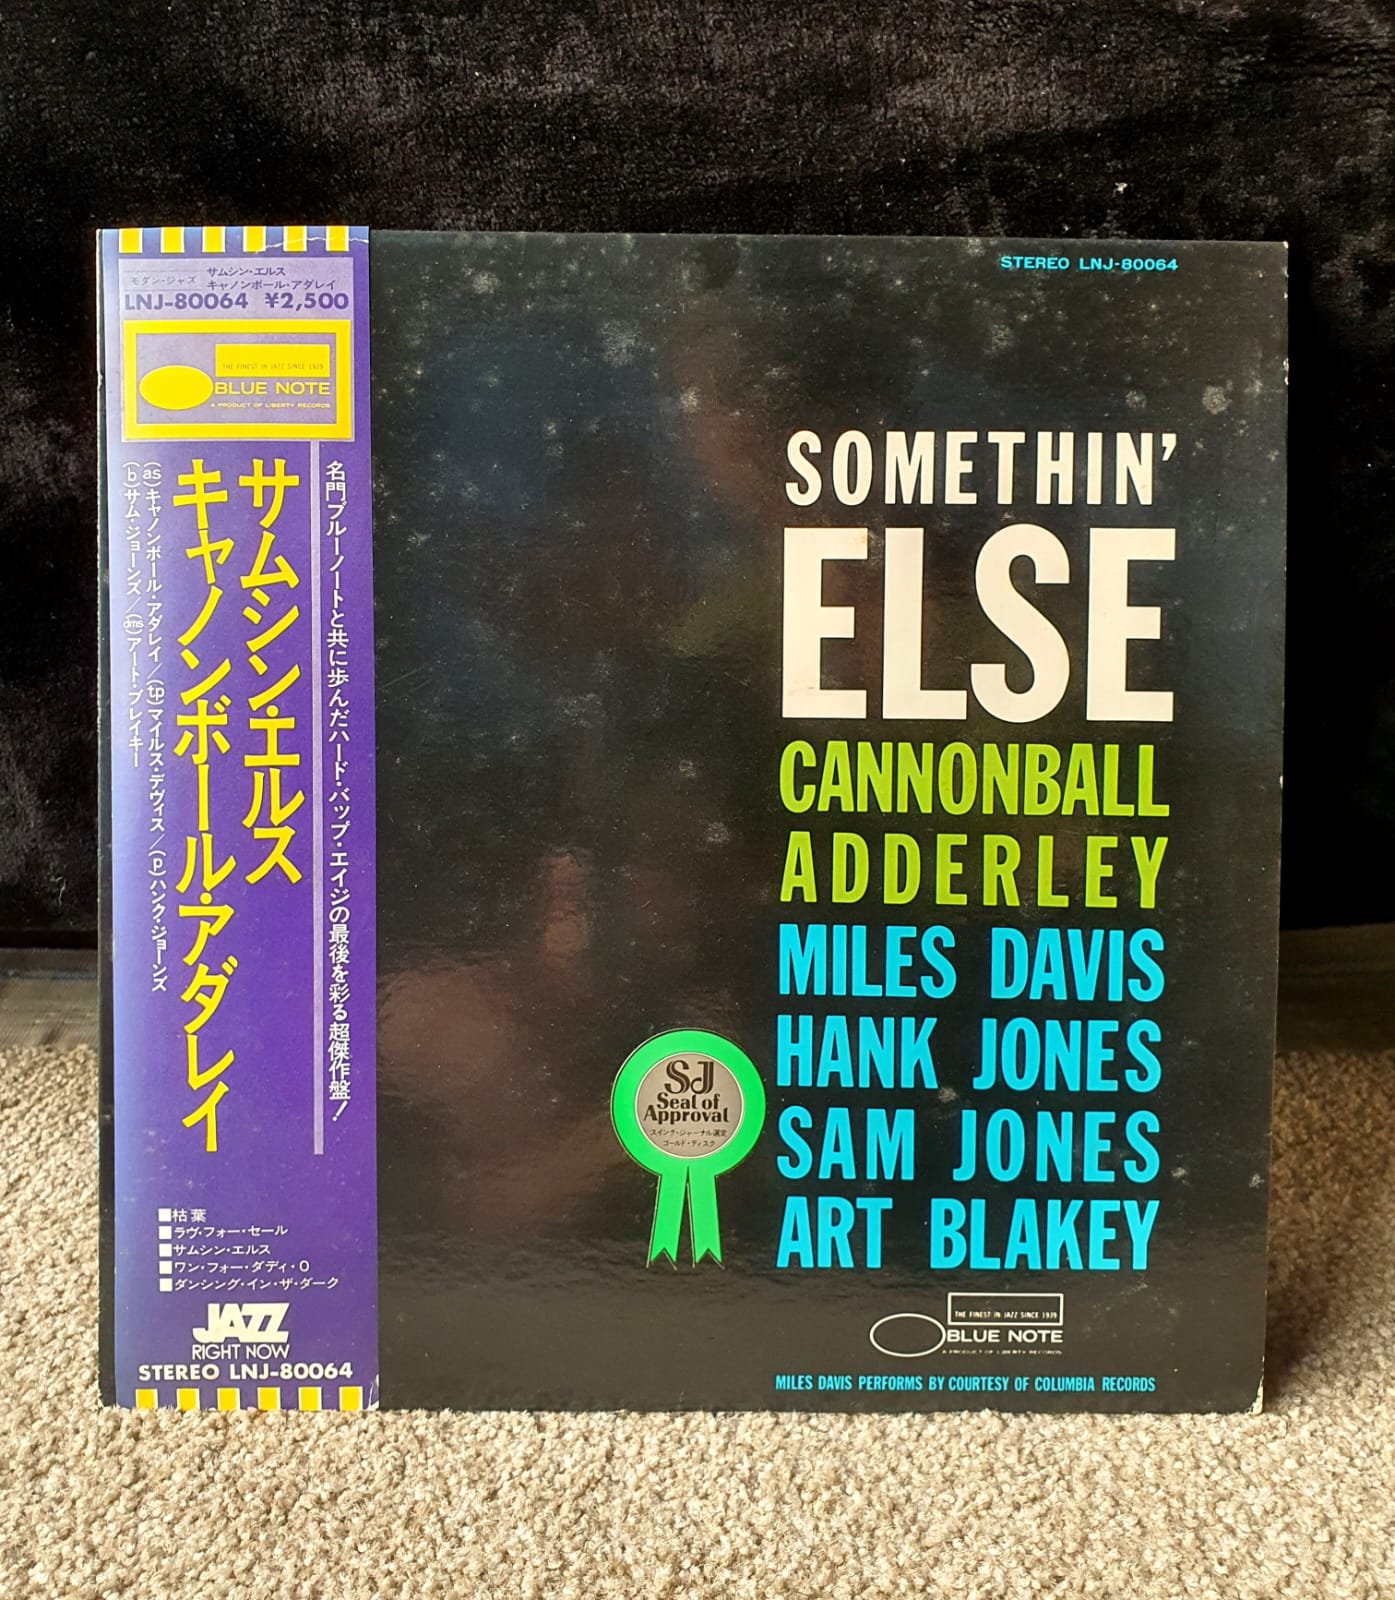 モダン・ジャズ
サムシン・エルス
キャノンボール・アダレイ
LNJ-80064 ¥2,500
THE FINEST IN JAZZ SINCE 1939
BLUE NOTE
A PRODUCT OF LIBERTY RECORDS
名門ブルーノートと共に歩んだハード・バップ・エイジの最後を彩る超傑作盤!
サムシン・エルス
キャノンボール・アダレイ
(as)キャノンボール・アダレイ/(tp)マイルス・デヴィス/(p)ハンク・ジョーンズ
(b)サム・ジョーンズ/(dms)アート・ブレイキー
■枯葉
■ラヴ・フォー・セール
■サムシン・エルス
■ワン・フォー・ダディ・O
■ダンシング・イン・ザ・ダーク
JAZZ
RIGHT NOW
STEREO LNJ-80064
STEREO LNJ-80064
SOMETHIN'
ELSE
CANNONBALL
ADDERLEY
MILES DAVIS
HANK JONES
SAM JONES
ART BLAKEY
SJ
Seal of
Approval
スイング・ジャーナル選定
ゴールド・ディスク
THE FINEST IN JAZZ SINCE 1939
BLUE NOTE
A PRODUCT OF LIBERTY RECORDS
MILES DAVIS PERFORMS BY COURTESY OF COLUMBIA RECORDS